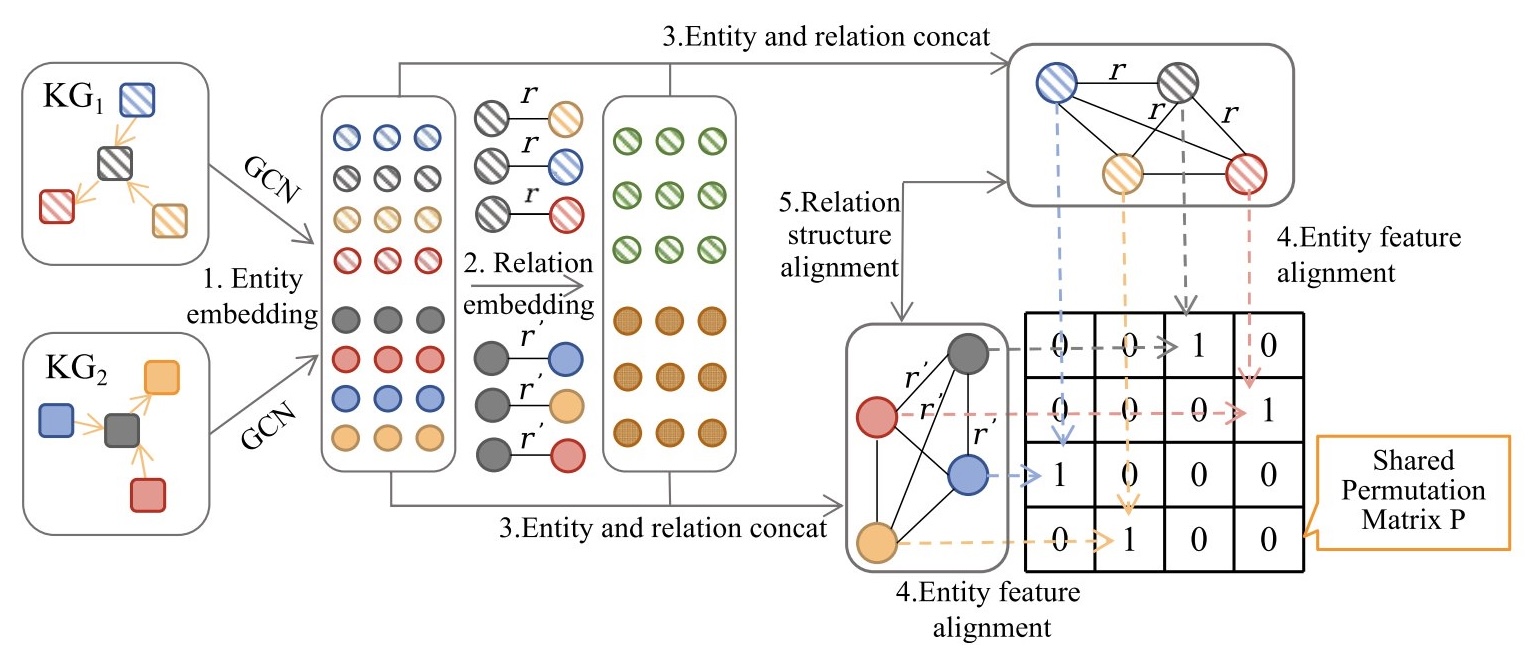 3.Entity and relation concat
KG1
GCN
1. Entity
embedding
KG2
GCN
r
r
r
2. Relation
embedding
r'
r'
r'
3.Entity and relation concat
r
r
r
5.Relation
structure
alignment
4.Entity feature
alignment
r'
r'
r'
0 0 1 0
0 0 0 1
1 0 0 0
0 1 0 0
Shared
Permutation
Matrix P
4.Entity feature
alignment